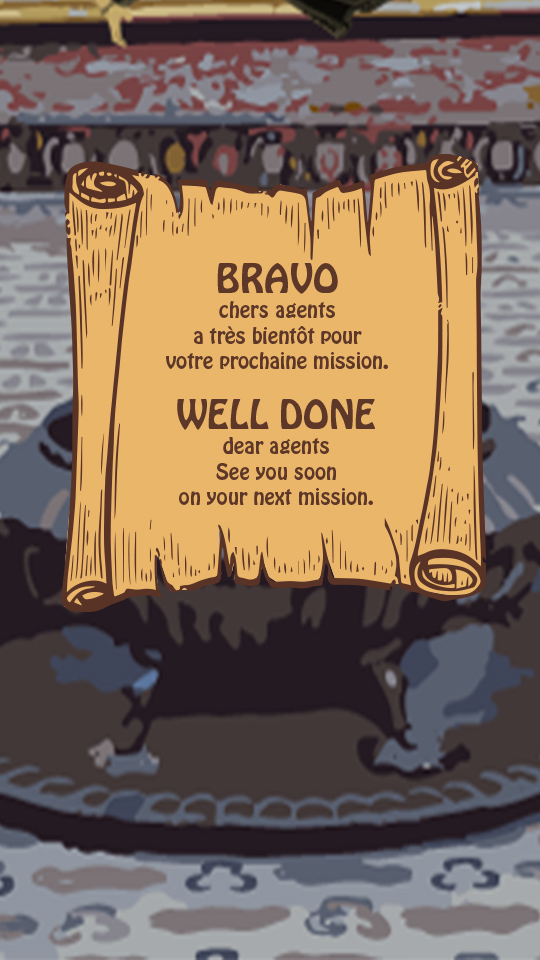 BRAVO
chers agents
a très bientôt pour
votre prochaine mission.
WELL DONE
dear agents
See you soon
on your next mission.